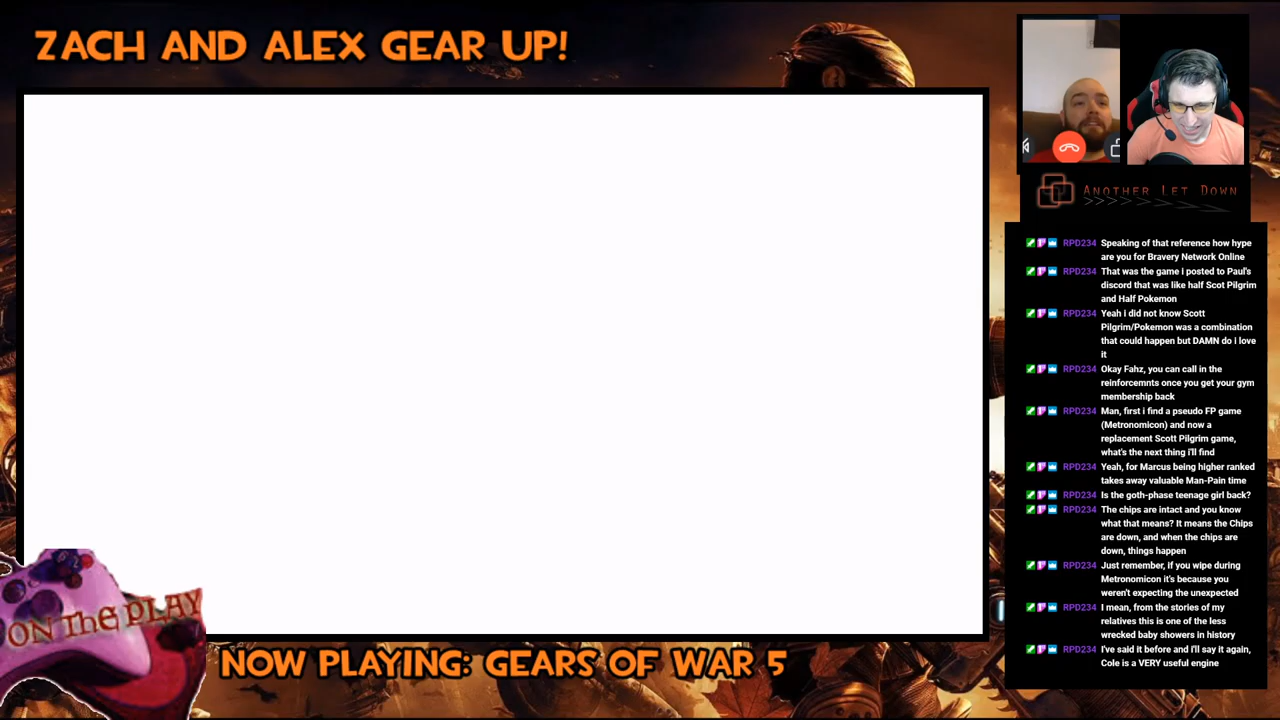 ZACH AND ALEX GEAR UP!
ANOTHER LET DOWN
RPD234 Speaking of that reference how hype
are you for Bravery Network Online
RPD234 That was the game i posted to Paul's
discord that was like half Scot Pilgrim
and Half Pokemon
RPD234 Yeah i did not know Scott
Pilgrim/Pokemon was a combination
that could happen but DAMN do i love
it
RPD234 Okay Fahz, you can call in the
reinforcemnts once you get your gym
membership back
RPD234 Man, first i find a pseudo FP game
(Metronomicon) and now a
replacement Scott Pilgrim game,
what's the next thing i'll find
RPD234 Yeah, for Marcus being higher ranked
takes away valuable Man-Pain time
RPD234 Is the goth-phase teenage girl back?
RPD234 The chips are intact and you know
what that means? It means the Chips
are down, and when the chips are
down, things happen
RPD234 Just remember, if you wipe during
Metronomicon it's because you
weren't expecting the unexpected
RPD234 I mean, from the stories of my
relatives this is one of the less
wrecked baby showers in history
RPD234 I've said it before and i'll say it again,
Cole is a VERY useful engine
ON THE PLAY
NOW PLAYING: GEARS OF WAR 5